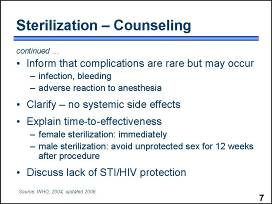 Sterilization – Counseling
continued …
• Inform that complications are rare but may occur
– infection, bleeding
– adverse reaction to anesthesia
• Clarify – no systemic side effects
• Explain time-to-effectiveness
– female sterilization: immediately
– male sterilization: avoid unprotected sex for 12 weeks
after procedure
• Discuss lack of STI/HIV protection
Source: WHO, 2004, updated 2008.
7